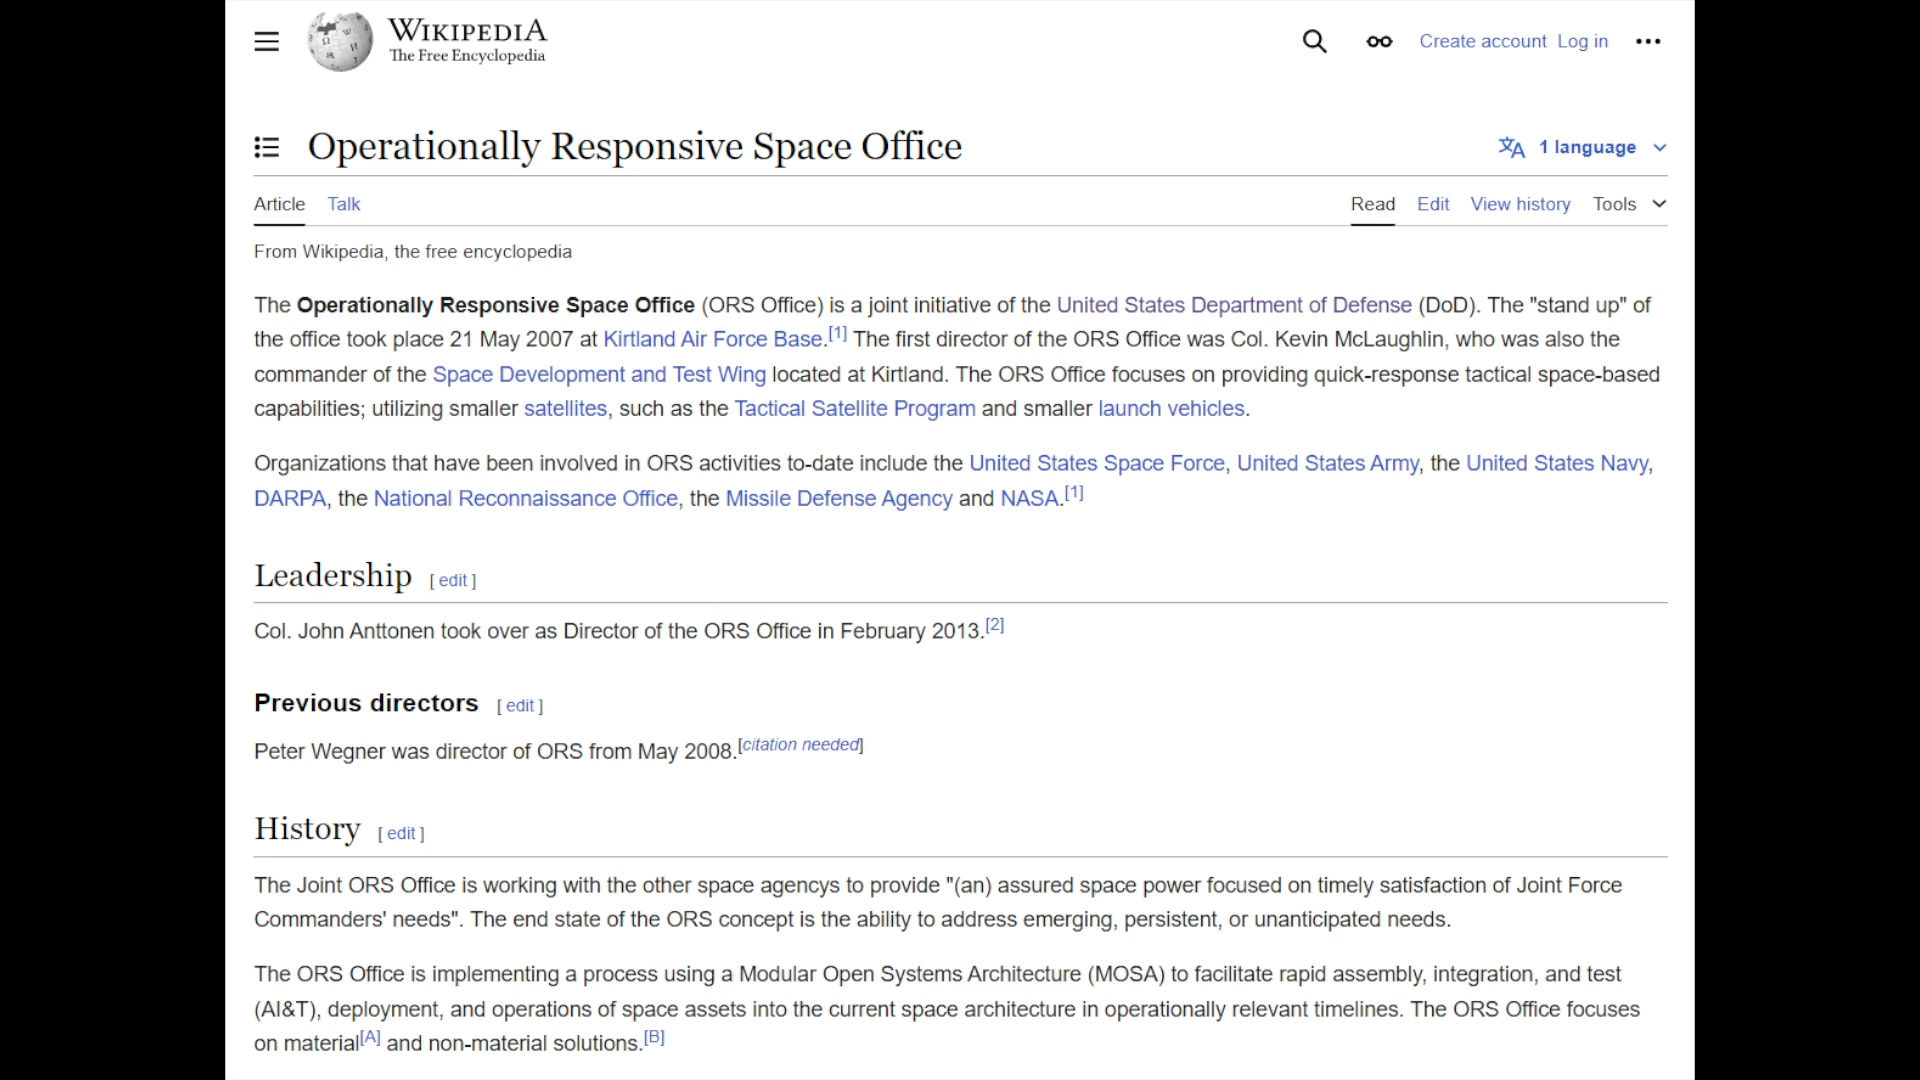 WIKIPEDIA
The Free Encyclopedia
Create account Log in
Operationally Responsive Space Office
1 language
Article Talk
Read Edit View history Tools
From Wikipedia, the free encyclopedia
The Operationally Responsive Space Office (ORS Office) is a joint initiative of the United States Department of Defense (DoD). The "stand up" of
the office took place 21 May 2007 at Kirtland Air Force Base.[1] The first director of the ORS Office was Col. Kevin McLaughlin, who was also the
commander of the Space Development and Test Wing located at Kirtland. The ORS Office focuses on providing quick-response tactical space-based
capabilities; utilizing smaller satellites, such as the Tactical Satellite Program and smaller launch vehicles.
Organizations that have been involved in ORS activities to-date include the United States Space Force, United States Army, the United States Navy,
DARPA, the National Reconnaissance Office, the Missile Defense Agency and NASA.[1]
Leadership [ edit ]
Col. John Anttonen took over as Director of the ORS Office in February 2013.[2]
Previous directors [ edit ]
Peter Wegner was director of ORS from May 2008.[citation needed]
History [ edit ]
The Joint ORS Office is working with the other space agencys to provide "(an) assured space power focused on timely satisfaction of Joint Force
Commanders' needs". The end state of the ORS concept is the ability to address emerging, persistent, or unanticipated needs.
The ORS Office is implementing a process using a Modular Open Systems Architecture (MOSA) to facilitate rapid assembly, integration, and test
(AI&T), deployment, and operations of space assets into the current space architecture in operationally relevant timelines. The ORS Office focuses
on material[A] and non-material solutions.[B]